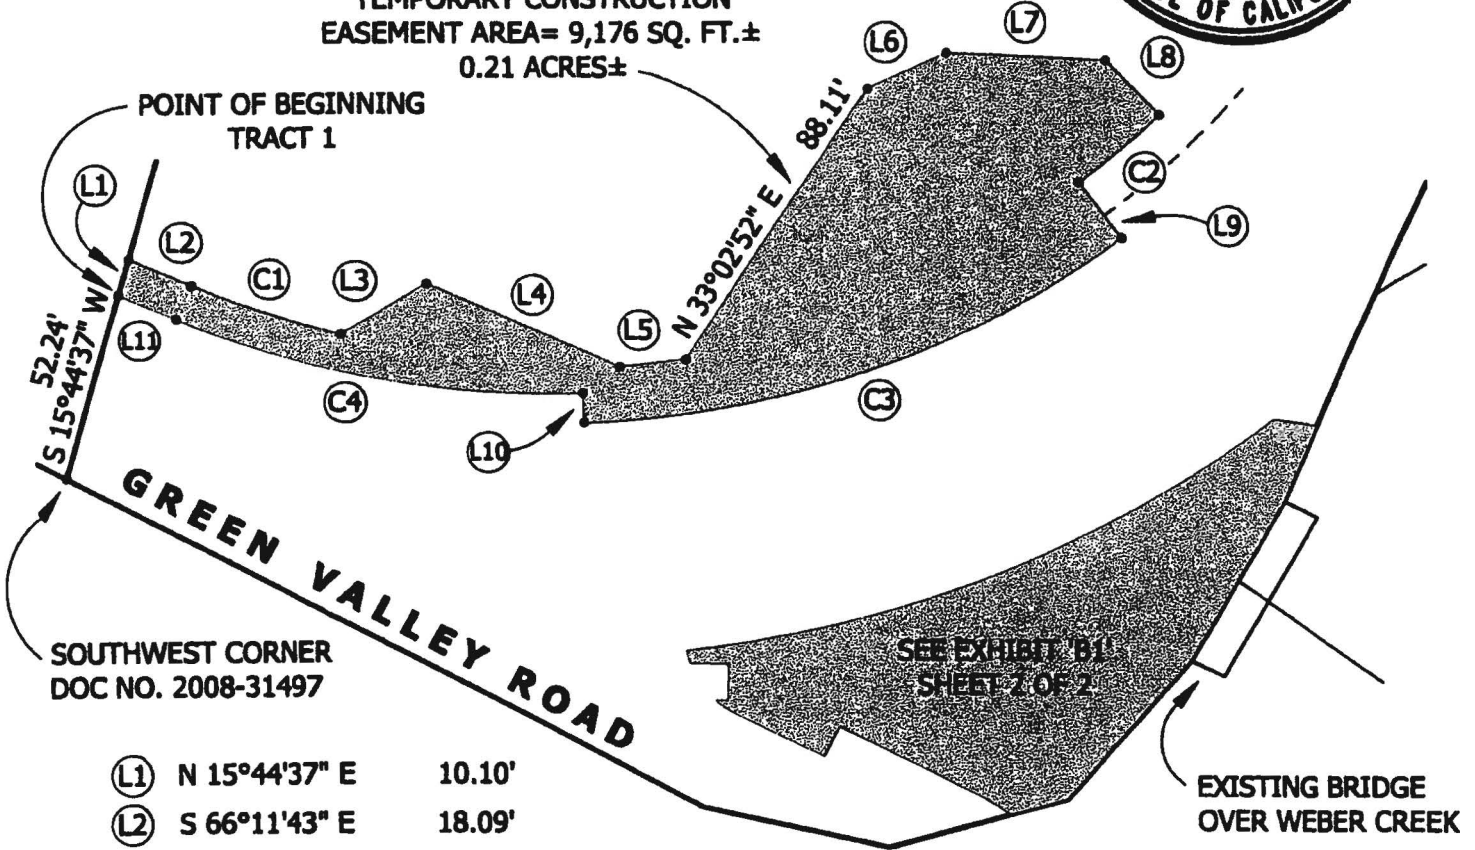 TEMPORARY CONSTRUCTION
EASEMENT AREA= 9,176 SQ. FT.±
0.21 ACRES±
OF
POINT OF BEGINNING
TRACT 1
L1
L2
C1
L3
L4
L5
N 33°02'52" E
88.11'
L6
L7
L8
C2
L9
C3
L10
C4
L11
52.24'
S 15°44'37" W
GREEN VALLEY ROAD
SOUTHWEST CORNER
DOC NO. 2008-31497
SEE EXHIBIT 'B1'
SHEET 2 OF 2
EXISTING BRIDGE
OVER WEBER CREEK
L1 N 15°44'37" E 10.10'
L2 S 66°11'43" E 18.09'